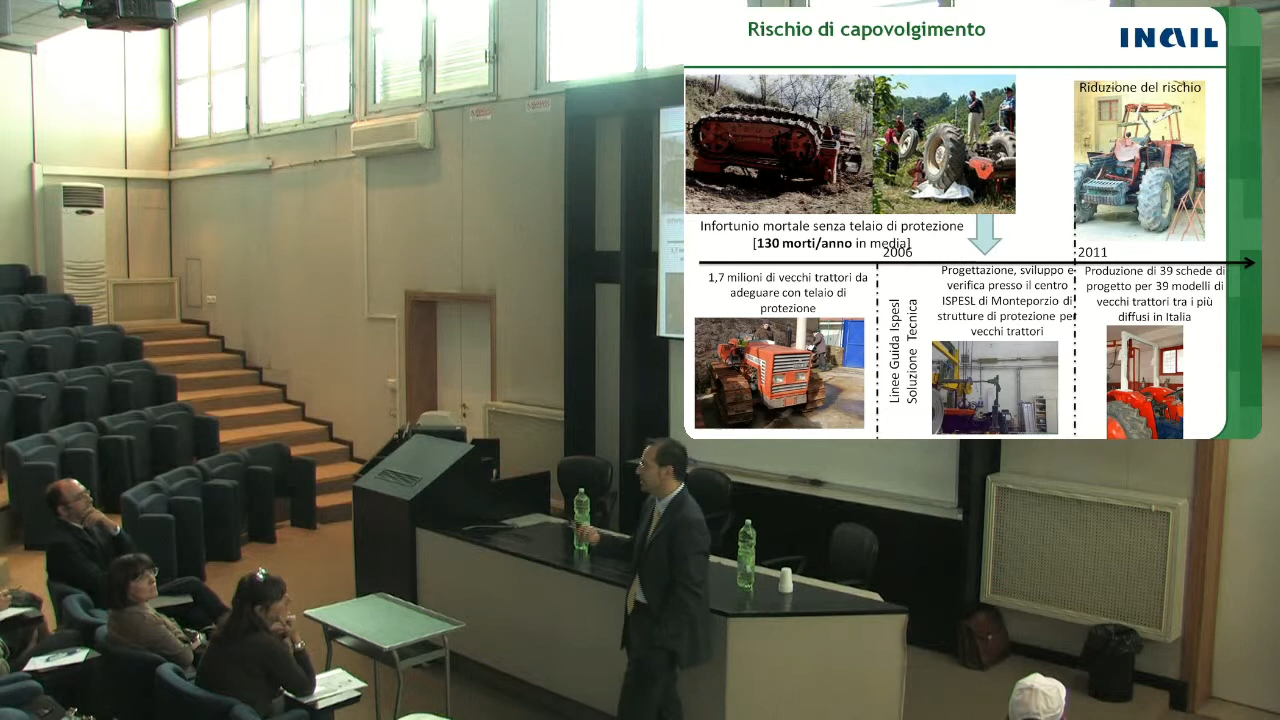 Rischio di capovolgimento
INAIL
Riduzione del rischio
Infortunio mortale senza telaio di protezione
[130 morti/anno in media]
2006
2011
1,7 milioni di vecchi trattori da
adeguare con telaio di
protezione
Linee Guida Ispesl
Soluzione Tecnica
Progettazione, sviluppo e
verifica presso il centro
ISPESL di Monteporzio di
strutture di protezione per
vecchi trattori
Produzione di 39 schede di
progetto per 39 modelli di
vecchi trattori tra i più
diffusi in Italia